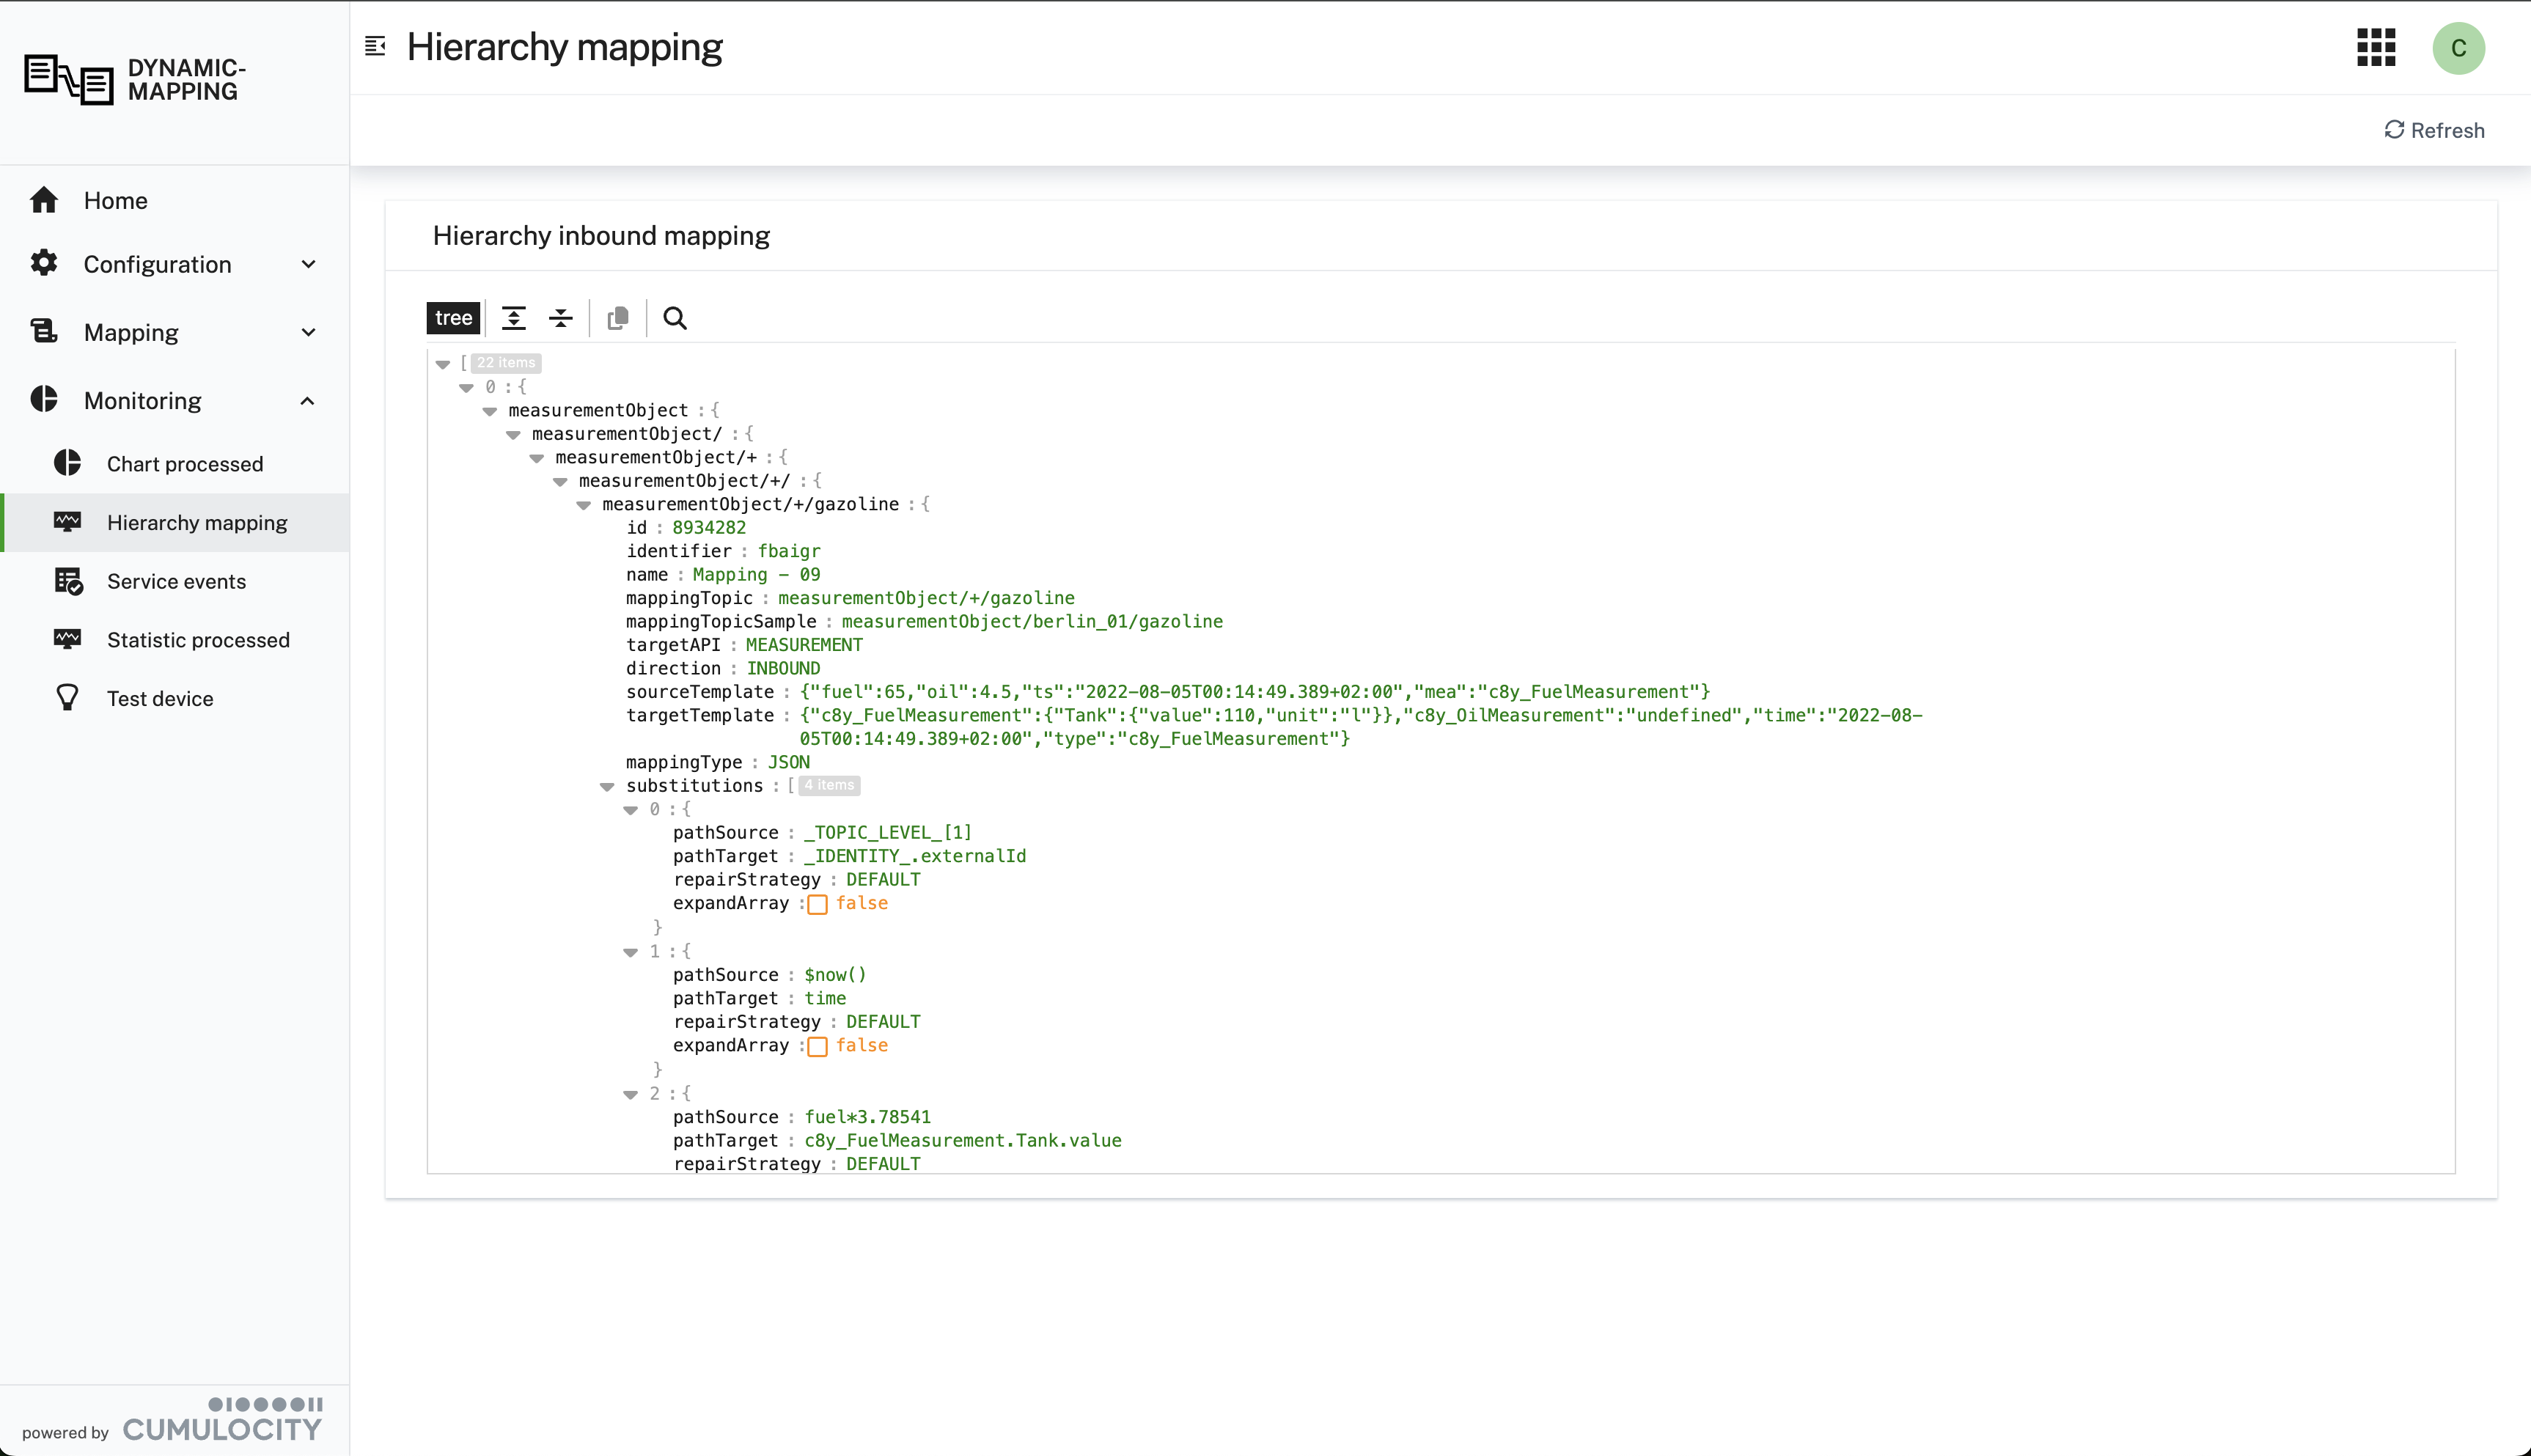 DYNAMIC-
MAPPING
Home
Configuration
Mapping
Monitoring
Chart processed
Hierarchy mapping
Service events
Statistic processed
Test device
powered by CUMULOCITY
Hierarchy mapping
C
Refresh
Hierarchy inbound mapping
tree
[ 22 items
0 : {
measurementObject : {
measurementObject/ : {
measurementObject/+ : {
measurementObject/+/ : {
measurementObject/+/gazoline : {
id : 8934282
identifier : fbaigr
name : Mapping - 09
mappingTopic : measurementObject/+/gazoline
mappingTopicSample : measurementObject/berlin_01/gazoline
targetAPI : MEASUREMENT
direction : INBOUND
sourceTemplate : {"fuel":65,"oil":4.5,"ts":"2022-08-05T00:14:49.389+02:00","mea":"c8y_FuelMeasurement"}
targetTemplate : {"c8y_FuelMeasurement":{"Tank":{"value":110,"unit":"l"}},"c8y_OilMeasurement":"undefined","time":"2022-08-
05T00:14:49.389+02:00","type":"c8y_FuelMeasurement"}
mappingType : JSON
substitutions : [ 4 items
0 : {
pathSource : _TOPIC_LEVEL_[1]
pathTarget : _IDENTITY_.externalId
repairStrategy : DEFAULT
expandArray : false
}
1 : {
pathSource : $now()
pathTarget : time
repairStrategy : DEFAULT
expandArray : false
}
2 : {
pathSource : fuel*3.78541
pathTarget : c8y_FuelMeasurement.Tank.value
repairStrategy : DEFAULT